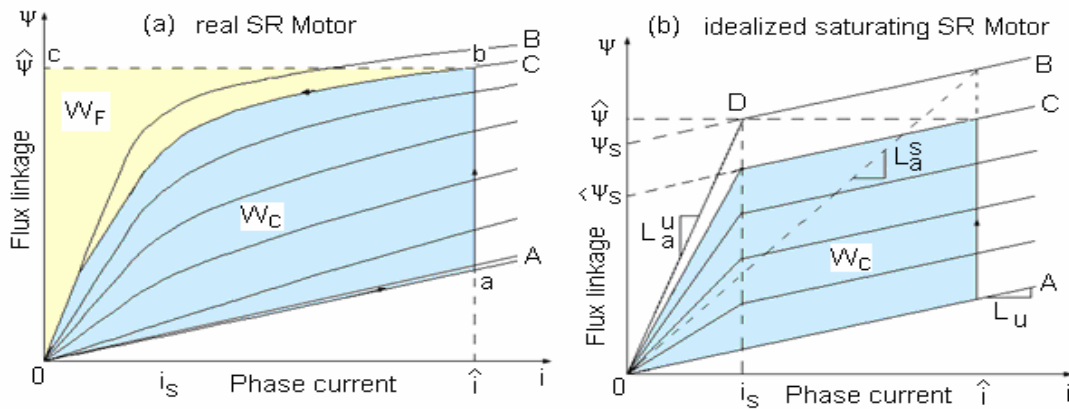 (a) real SR Motor
Ψ
c
Ψ̂
b
B
C
W_F
W_C
Flux linkage
A
a
0
i_s
Phase current
î
i
(b) idealized saturating SR Motor
Ψ
B
D
C
Ψ̂
Ψ_S
L_a^s
<Ψ_S
L_a^u
W_C
Flux linkage
A
L_u
0
i_s
Phase current
î
i